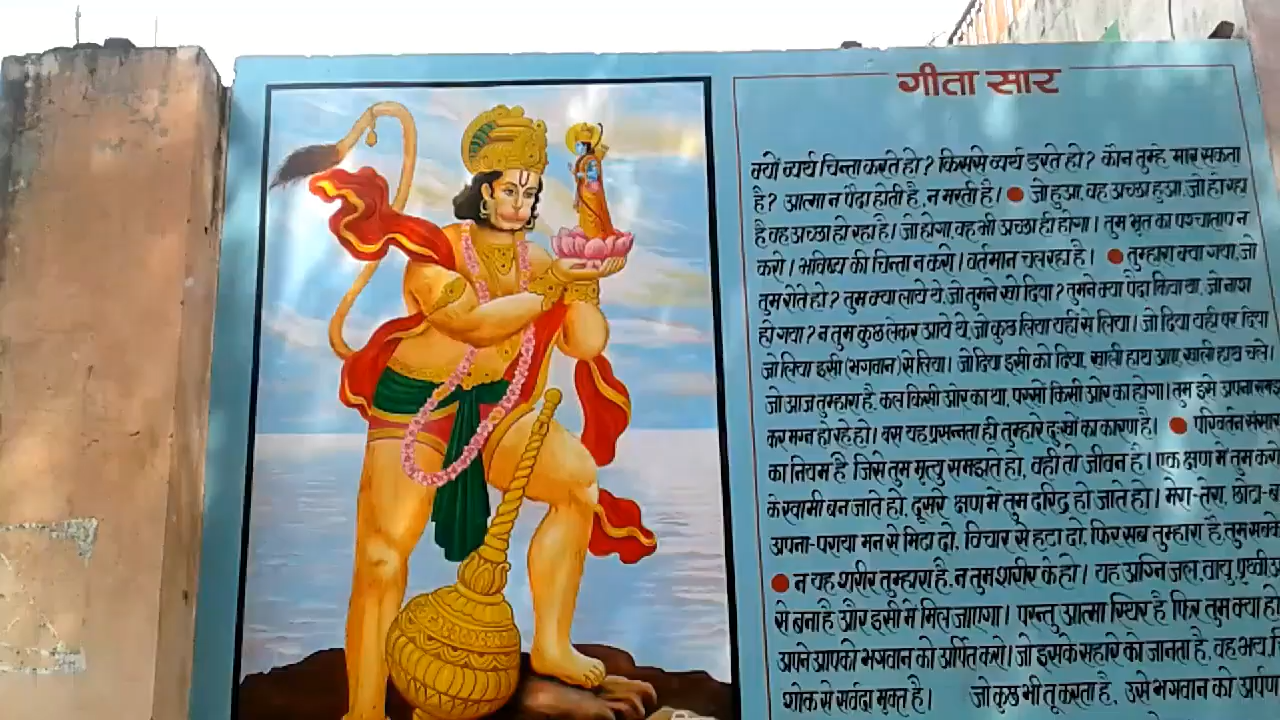 गीता सार
क्यों व्यर्थ चिन्ता करते हो? किससे व्यर्थ डरते हो? कौन तुम्हे मार सकता
है? आत्मा न पैदा होती है, न मरती है। ● जो हुआ, वह अच्छा हुआ, जो हो रहा
है वह अच्छा हो रहा है। जो होगा, वह भी अच्छा ही होगा। तुम भूत का पश्चाताप न
करो। भविष्य की चिन्ता न करो। वर्तमान चल रहा है। ● तुम्हारा क्या गया, जो
तुम रोते हो? तुम क्या लाये थे, जो तुमने खो दिया? तुमने क्या पैदा किया था, जो नाश
हो गया? न तुम कुछ लेकर आये थे, जो कुछ लिया यहीं से लिया। जो दिया यही पर दिया
जो लिया इसी (भगवान) से लिया। जो दिया इसी को दिया, खाली हाथ आए, खाली हाथ चले।
जो आज तुम्हारा है, कल किसी और का था, परसों किसी और का होगा। तुम इसे अपना
कर मग्न हो रहे हो। बस यह प्रसन्नता ही तुम्हारे दुःखों का कारण है। ● परिवर्तन संसार
का नियम है जिसे तुम मृत्यु समझते हो, वही तो जीवन है। एक क्षण में तुम
के स्वामी बन जाते हो, दूसरे क्षण में तुम दरिद्र हो जाते हो। मेरा-तेरा, छोटा-
अपना-पराया मन से मिटा दो, विचार से हटा दो, फिर सब तुम्हारा है, तुम
● न यह शरीर तुम्हारा है, न तुम शरीर के हो। यह अग्नि, जल, वायु, पृथ्वी
से बना है और इसी में मिल जाएगा। परन्तु आत्मा स्थिर है फिर तुम क्या हो
अपने आपको भगवान को अर्पित करो। जो इसके सहारे को जानता है, वह भय,
शोक से सर्वदा मुक्त है। जो कुछ भी तू करता है, उसे भगवान की अर्पण